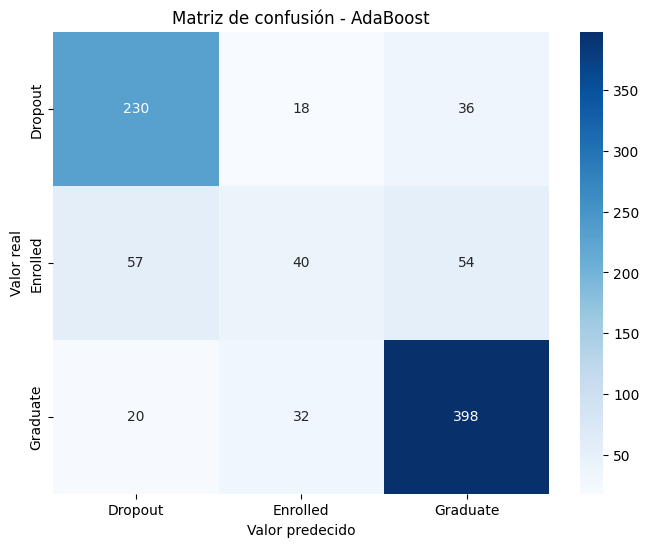 Matriz de confusión - AdaBoost
Valor real
Dropout
230
18
36
Enrolled
57
40
54
Graduate
20
32
398
Dropout
Enrolled
Graduate
Valor predecido
350
300
250
200
150
100
50